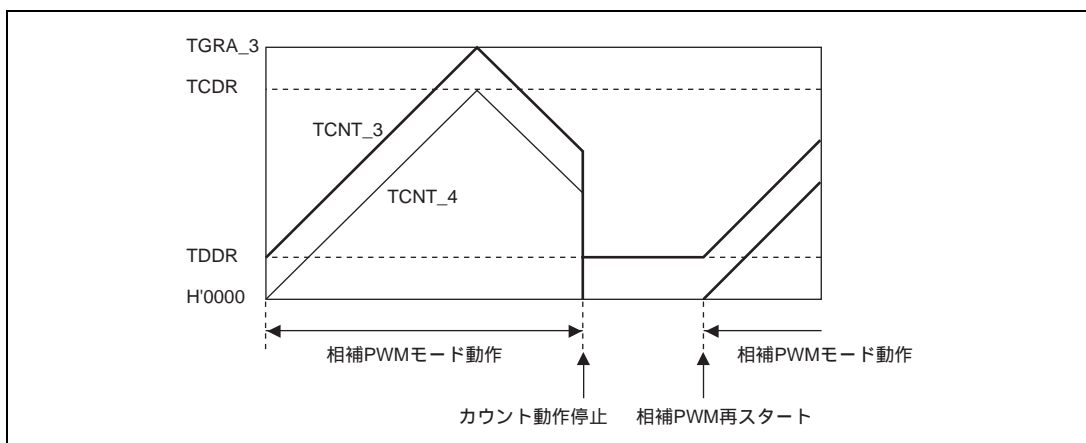 TGRA_3
TCDR
TCNT_3
TCNT_4
TDDR
H'0000
相補PWMモード動作
相補PWMモード動作
カウント動作停止
相補PWM再スタート